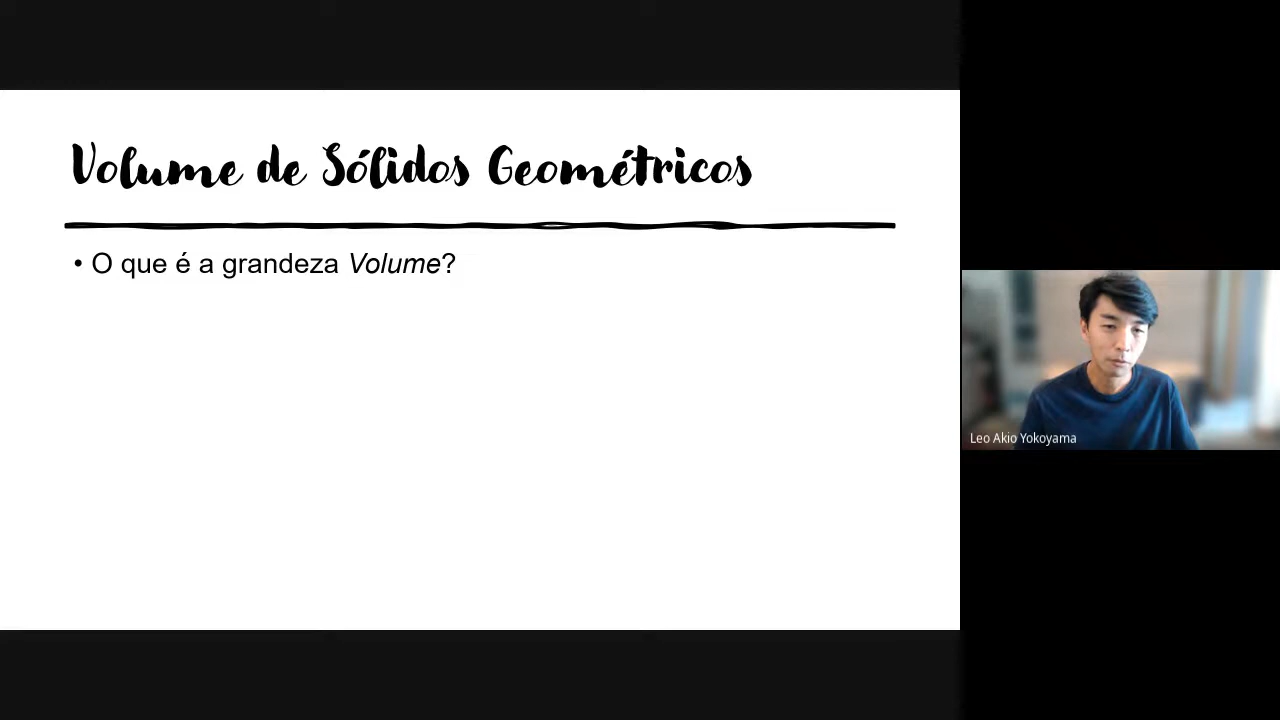 Volume de Sólidos Geométricos
• O que é a grandeza Volume?
Leo Akio Yokoyama